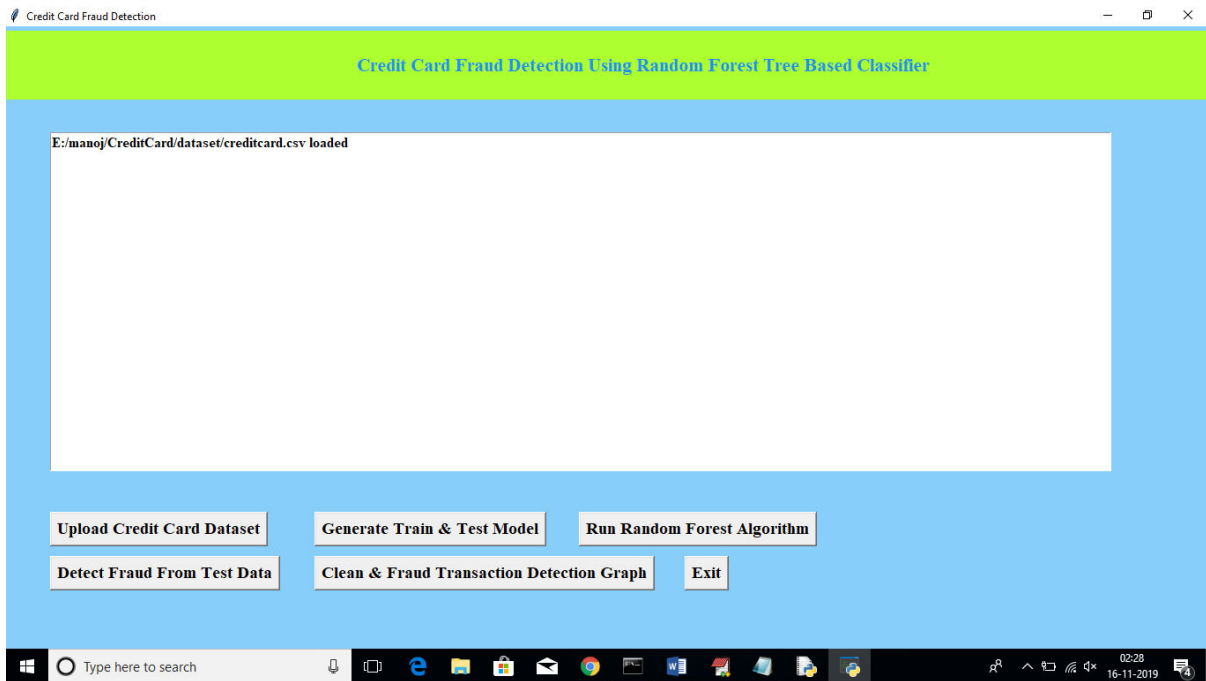 Credit Card Fraud Detection
Credit Card Fraud Detection Using Random Forest Tree Based Classifier
E:/manoj/CreditCard/dataset/creditcard.csv loaded
Upload Credit Card Dataset
Generate Train & Test Model
Run Random Forest Algorithm
Detect Fraud From Test Data
Clean & Fraud Transaction Detection Graph
Exit
Type here to search
02:28
16-11-2019
4